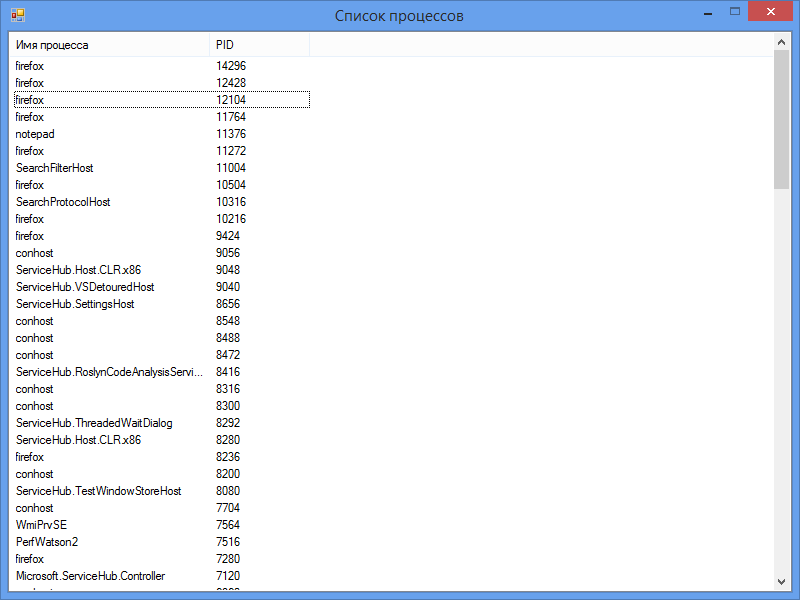 Список процессов
Имя процесса PID
firefox 14296
firefox 12428
firefox 12104
firefox 11764
notepad 11376
firefox 11272
SearchFilterHost 11004
firefox 10504
SearchProtocolHost 10316
firefox 10216
firefox 9424
conhost 9056
ServiceHub.Host.CLR.x86 9048
ServiceHub.VSDetouredHost 9040
ServiceHub.SettingsHost 8656
conhost 8548
conhost 8488
conhost 8472
ServiceHub.RoslynCodeAnalysisServi... 8416
conhost 8316
conhost 8300
ServiceHub.ThreadedWaitDialog 8292
ServiceHub.Host.CLR.x86 8280
firefox 8236
conhost 8200
ServiceHub.TestWindowStoreHost 8080
conhost 7704
WmiPrvSE 7564
PerfWatson2 7516
firefox 7280
Microsoft.ServiceHub.Controller 7120